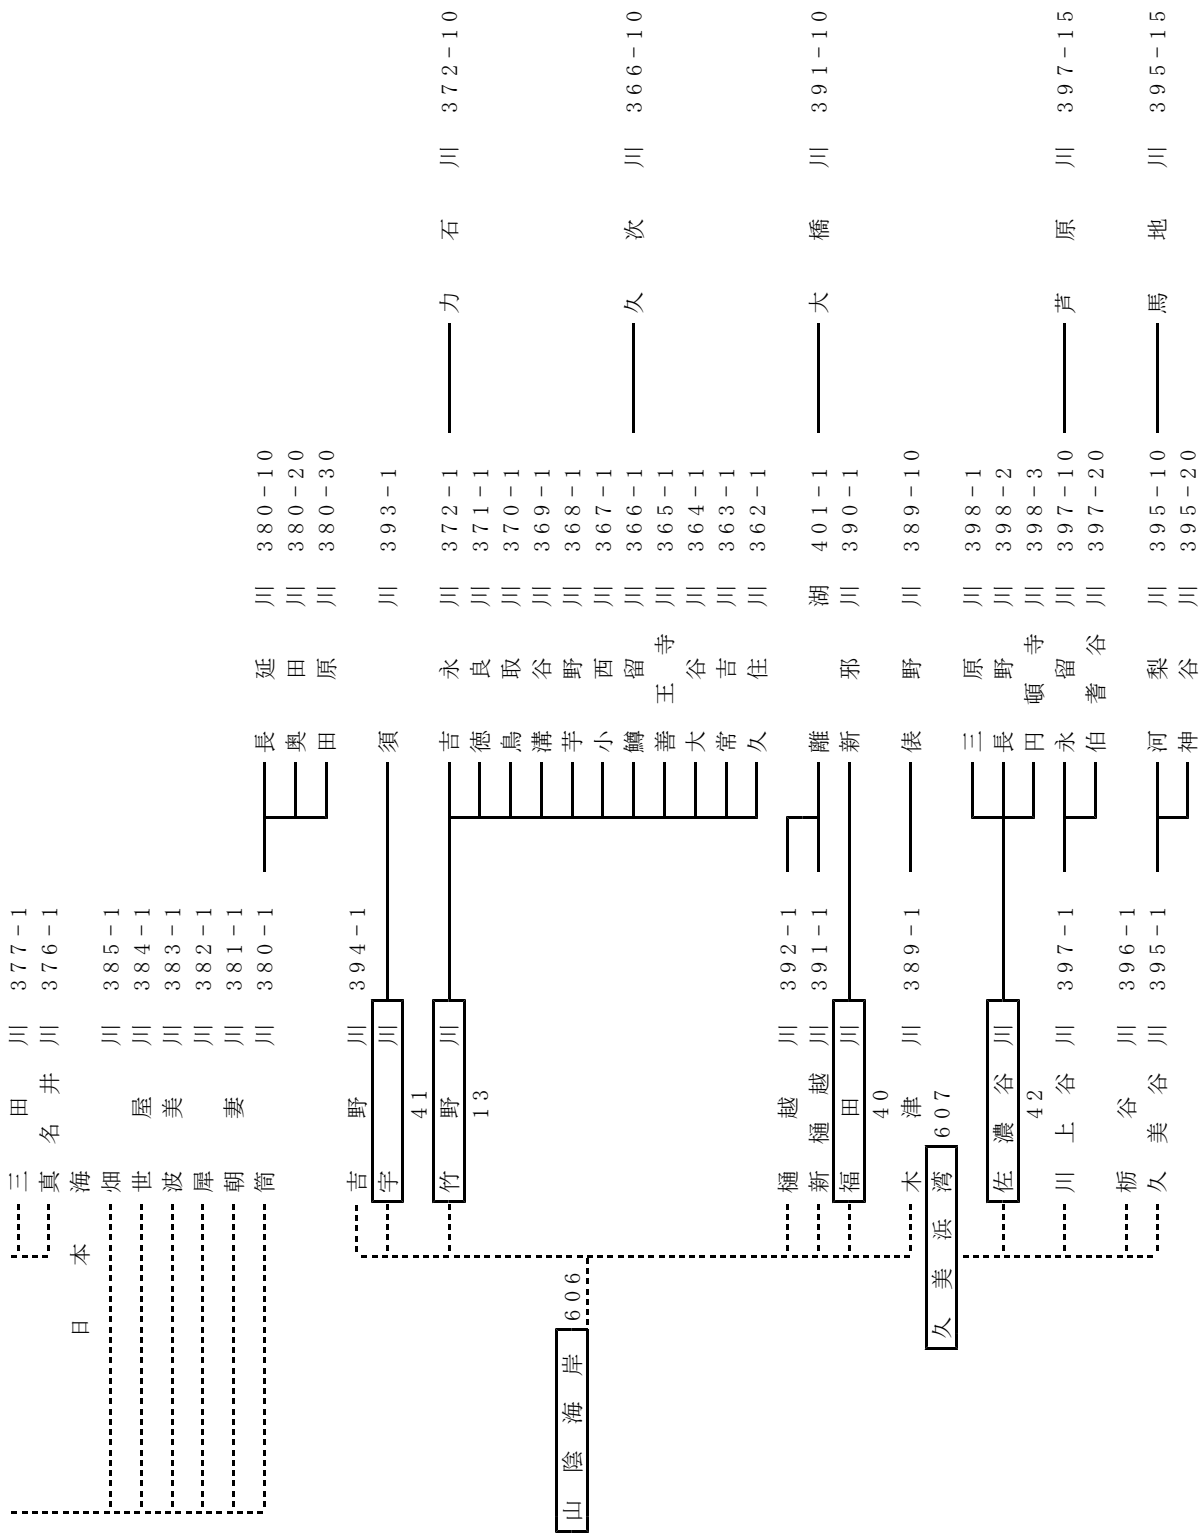 三田川 377-1
真名井川 376-1
日本海
畑川 385-1
世屋川 384-1
波美川 383-1
犀川 382-1
朝妻川 381-1
筒川 380-1 長延川 380-10
奥田川 380-20
田原川 380-30
吉野川 394-1
宇川 須川 393-1
41
竹野川 吉永川 372-1 力石川 372-10
13 徳良川 371-1
鳥取川 370-1
溝谷川 369-1
山陰海岸 606 芋野川 368-1
小西川 367-1
鱒留川 366-1 久次川 366-10
善王寺川 365-1
大谷川 364-1
常吉川 363-1
久住川 362-1
樋越川 392-1
新樋越川 391-1 離湖 401-1 大橋川 391-10
福田川 新邪川 390-1
40
木津川 389-1 俵野川 389-10
久美浜湾 607
三原川 398-1
佐濃谷川 長野川 398-2
42 円頓寺川 398-3
川上谷川 397-1 永留川 397-10 芦原川 397-15
伯耆谷川 397-20
栃谷川 396-1
久美谷川 395-1 河梨川 395-10 馬地川 395-15
神谷川 395-20